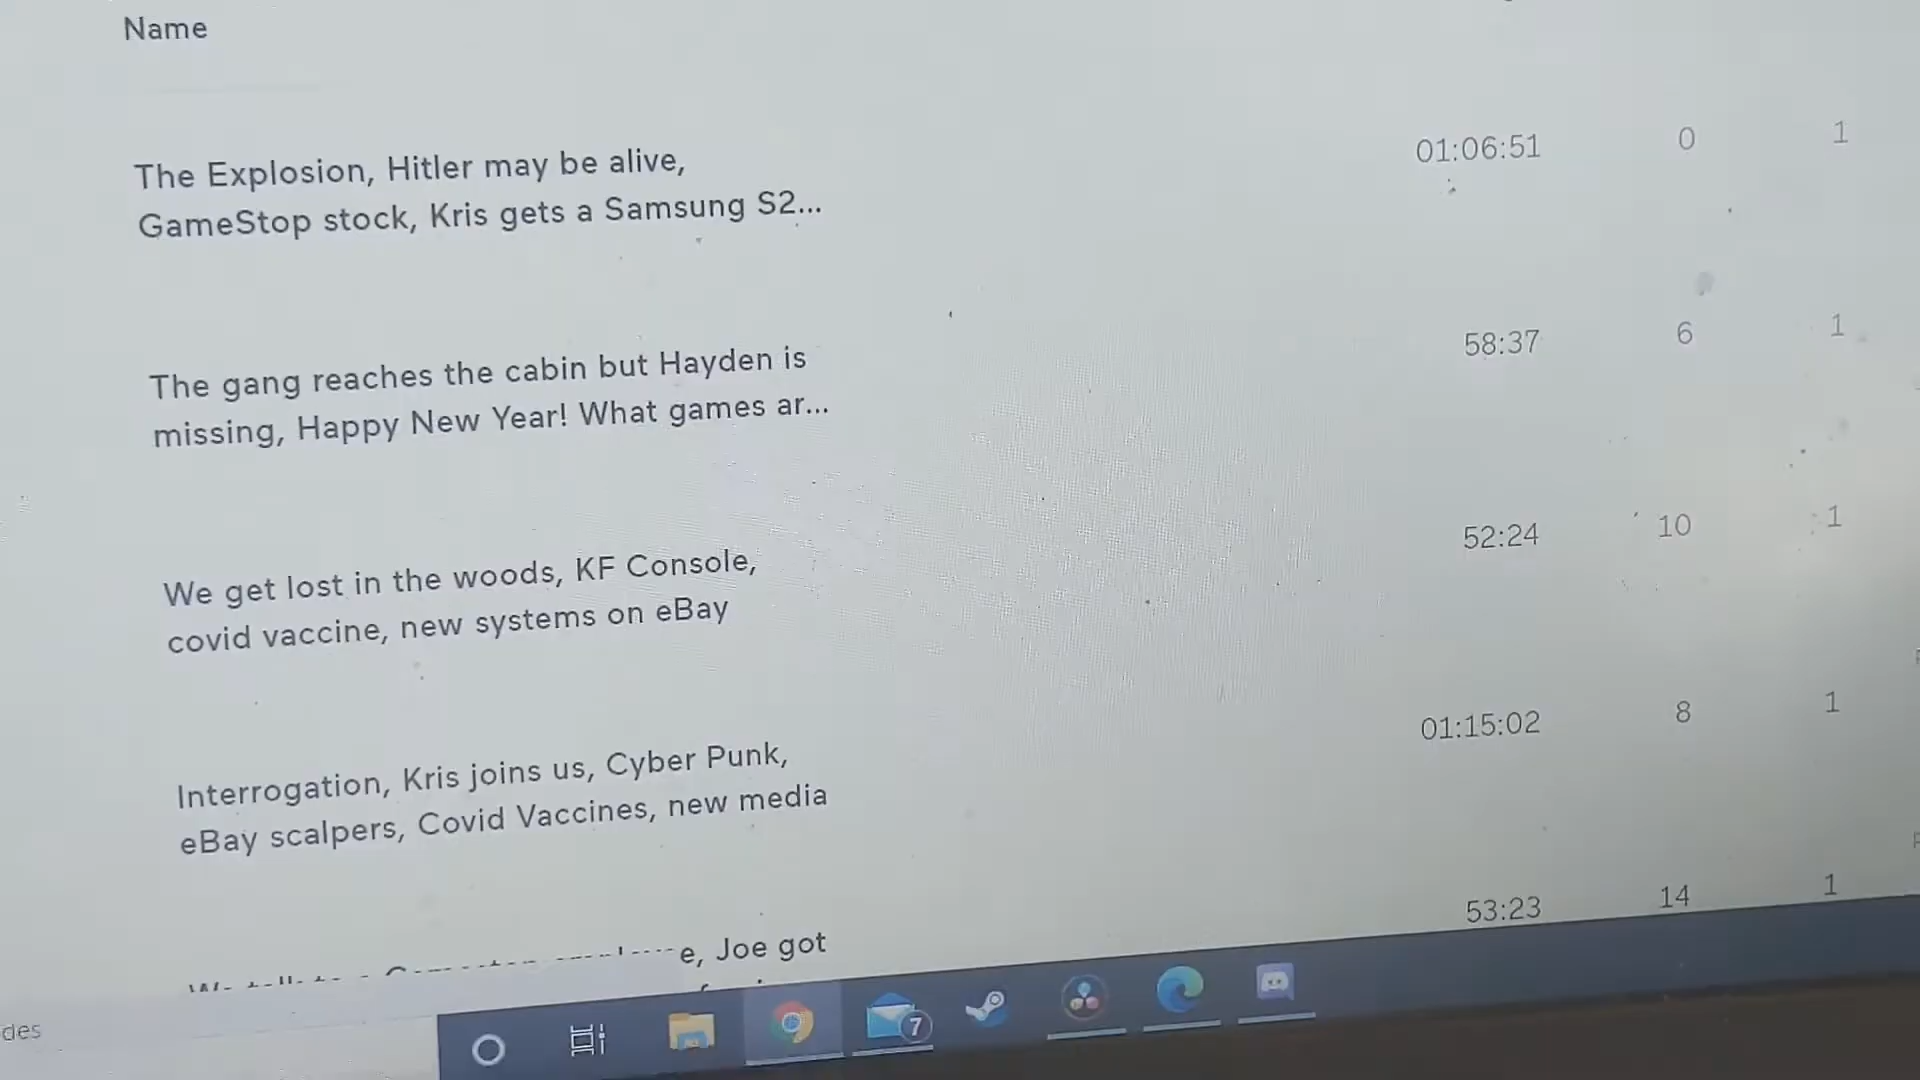 Name
The Explosion, Hitler may be alive,
GameStop stock, Kris gets a Samsung S2...
01:06:51 0 1
The gang reaches the cabin but Hayden is
missing, Happy New Year! What games ar...
58:37 6 1
We get lost in the woods, KF Console,
covid vaccine, new systems on eBay
52:24 10 1
Interrogation, Kris joins us, Cyber Punk,
eBay scalpers, Covid Vaccines, new media
01:15:02 8 1
e, Joe got
53:23 14 1
des
7